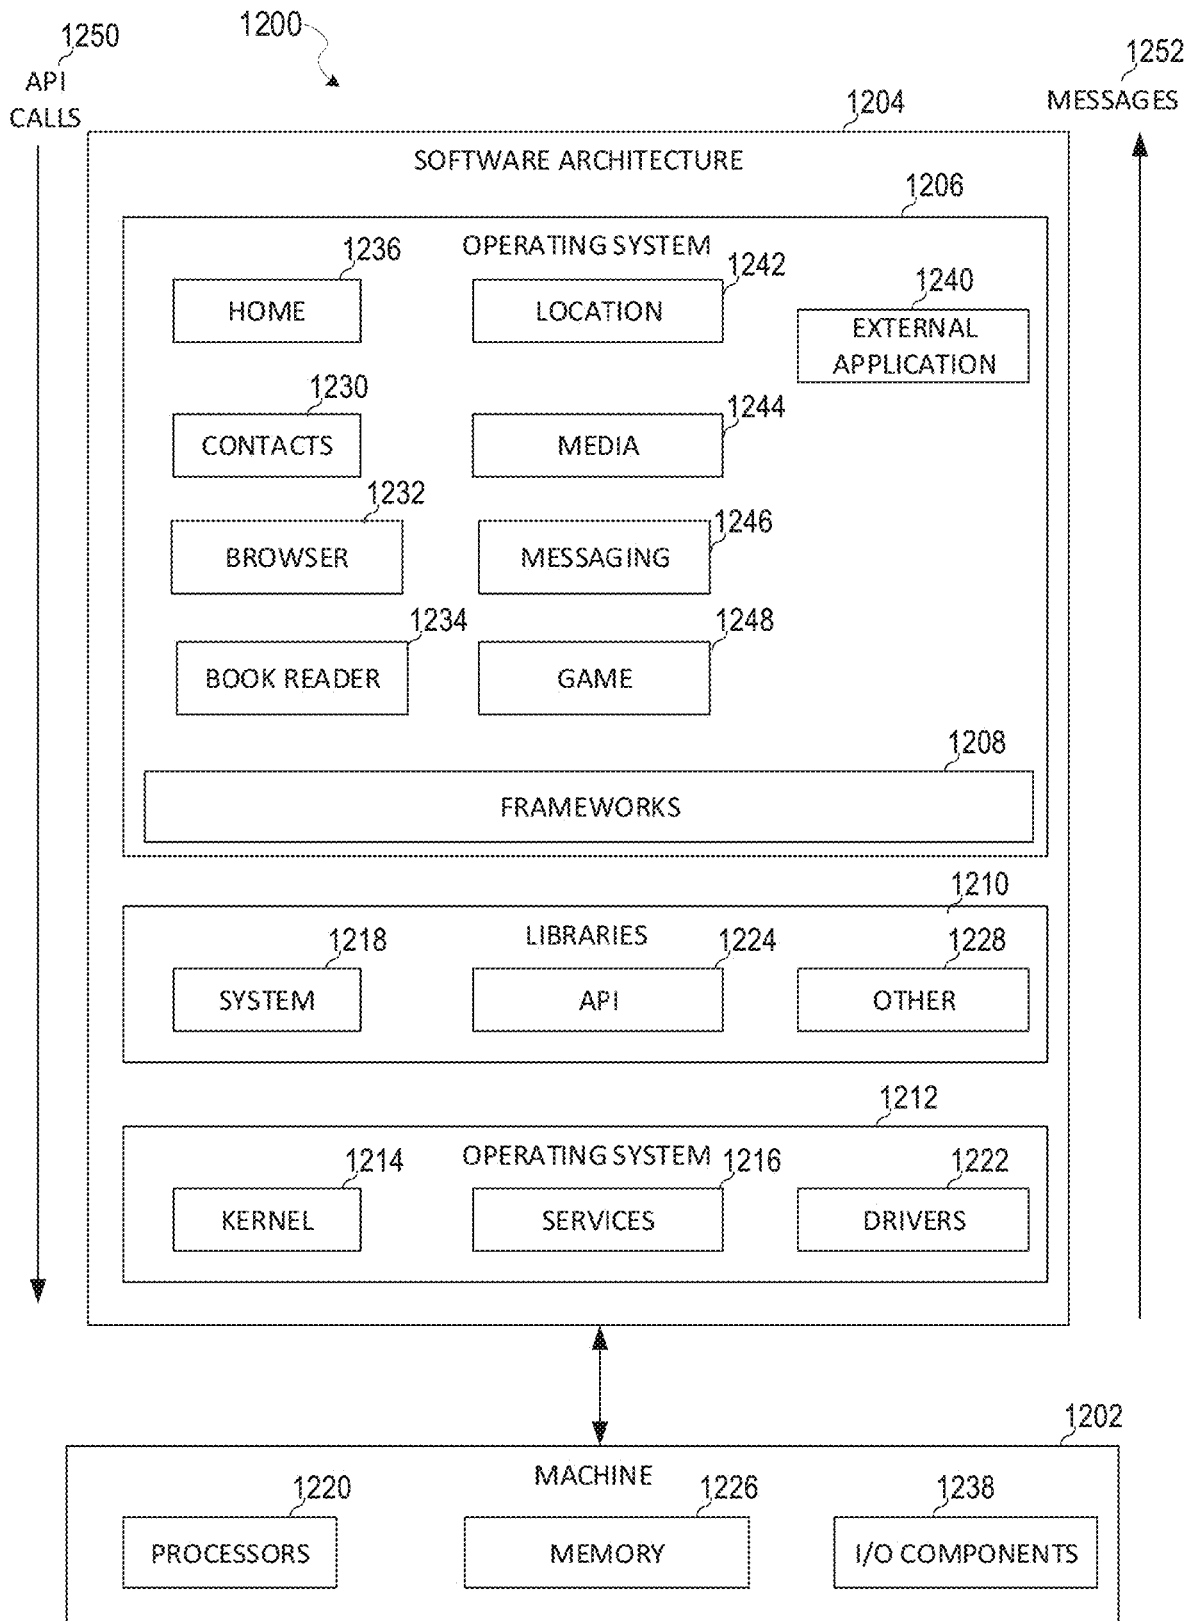 1250
API
CALLS
1200
1252
MESSAGES
1204
SOFTWARE ARCHITECTURE
1206
OPERATING SYSTEM
1236
HOME
1242
LOCATION
1240
EXTERNAL
APPLICATION
1230
CONTACTS
1244
MEDIA
1232
BROWSER
1246
MESSAGING
1234
BOOK READER
1248
GAME
1208
FRAMEWORKS
1210
LIBRARIES
1218
SYSTEM
1224
API
1228
OTHER
1212
OPERATING SYSTEM
1214
KERNEL
1216
SERVICES
1222
DRIVERS
1202
MACHINE
1220
PROCESSORS
1226
MEMORY
1238
I/O COMPONENTS